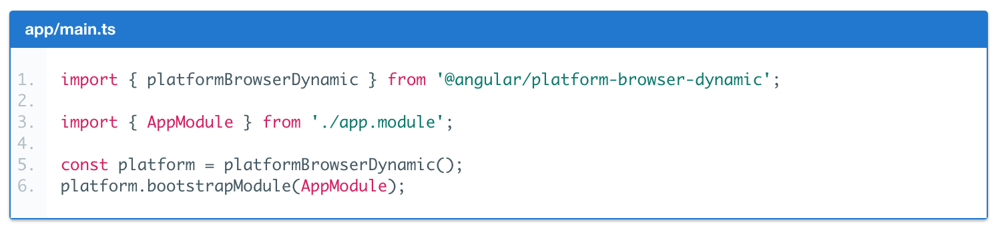 app/main.ts
1. import { platformBrowserDynamic } from '@angular/platform-browser-dynamic';
2.
3. import { AppModule } from './app.module';
4.
5. const platform = platformBrowserDynamic();
6. platform.bootstrapModule(AppModule);